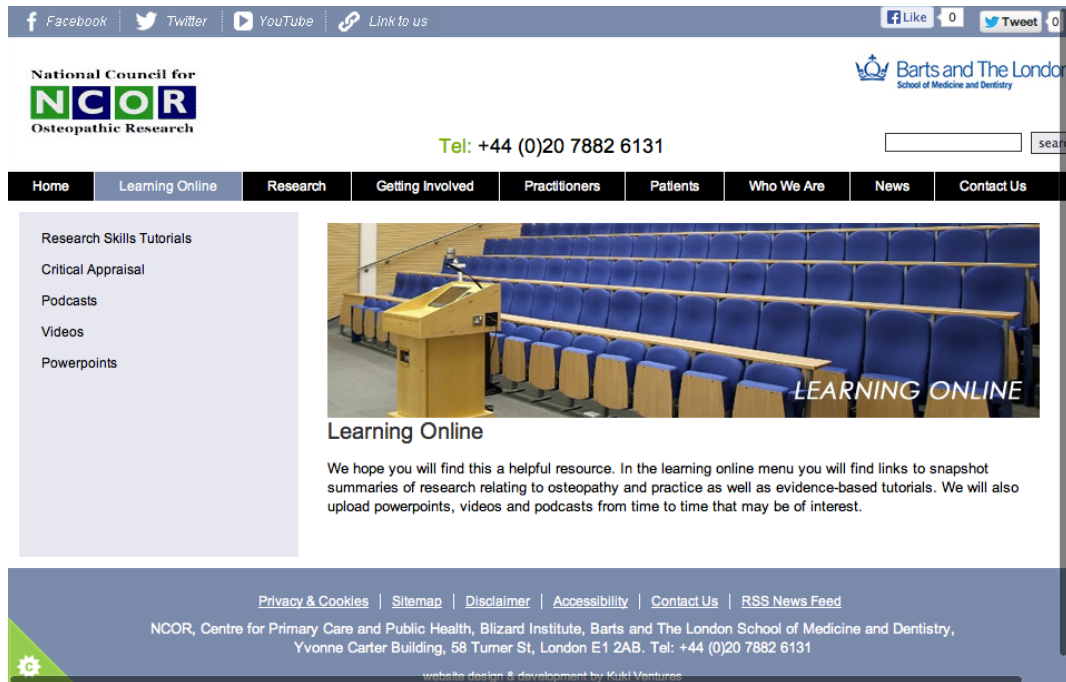 Facebook Twitter YouTube Link to us Like 0 Tweet 0
National Council for
NCOR
Osteopathic Research
Barts and The London
School of Medicine and Dentistry
Tel: +44 (0)20 7882 6131
sear
Home Learning Online Research Getting Involved Practitioners Patients Who We Are News Contact Us
Research Skills Tutorials
Critical Appraisal
Podcasts
Videos
Powerpoints
LEARNING ONLINE
Learning Online
We hope you will find this a helpful resource. In the learning online menu you will find links to snapshot
summaries of research relating to osteopathy and practice as well as evidence-based tutorials. We will also
upload powerpoints, videos and podcasts from time to time that may be of interest.
Privacy & Cookies | Sitemap | Disclaimer | Accessibility | Contact Us | RSS News Feed
NCOR, Centre for Primary Care and Public Health, Blizard Institute, Barts and The London School of Medicine and Dentistry,
Yvonne Carter Building, 58 Turner St, London E1 2AB. Tel: +44 (0)20 7882 6131
website design & development by Kuki Ventures